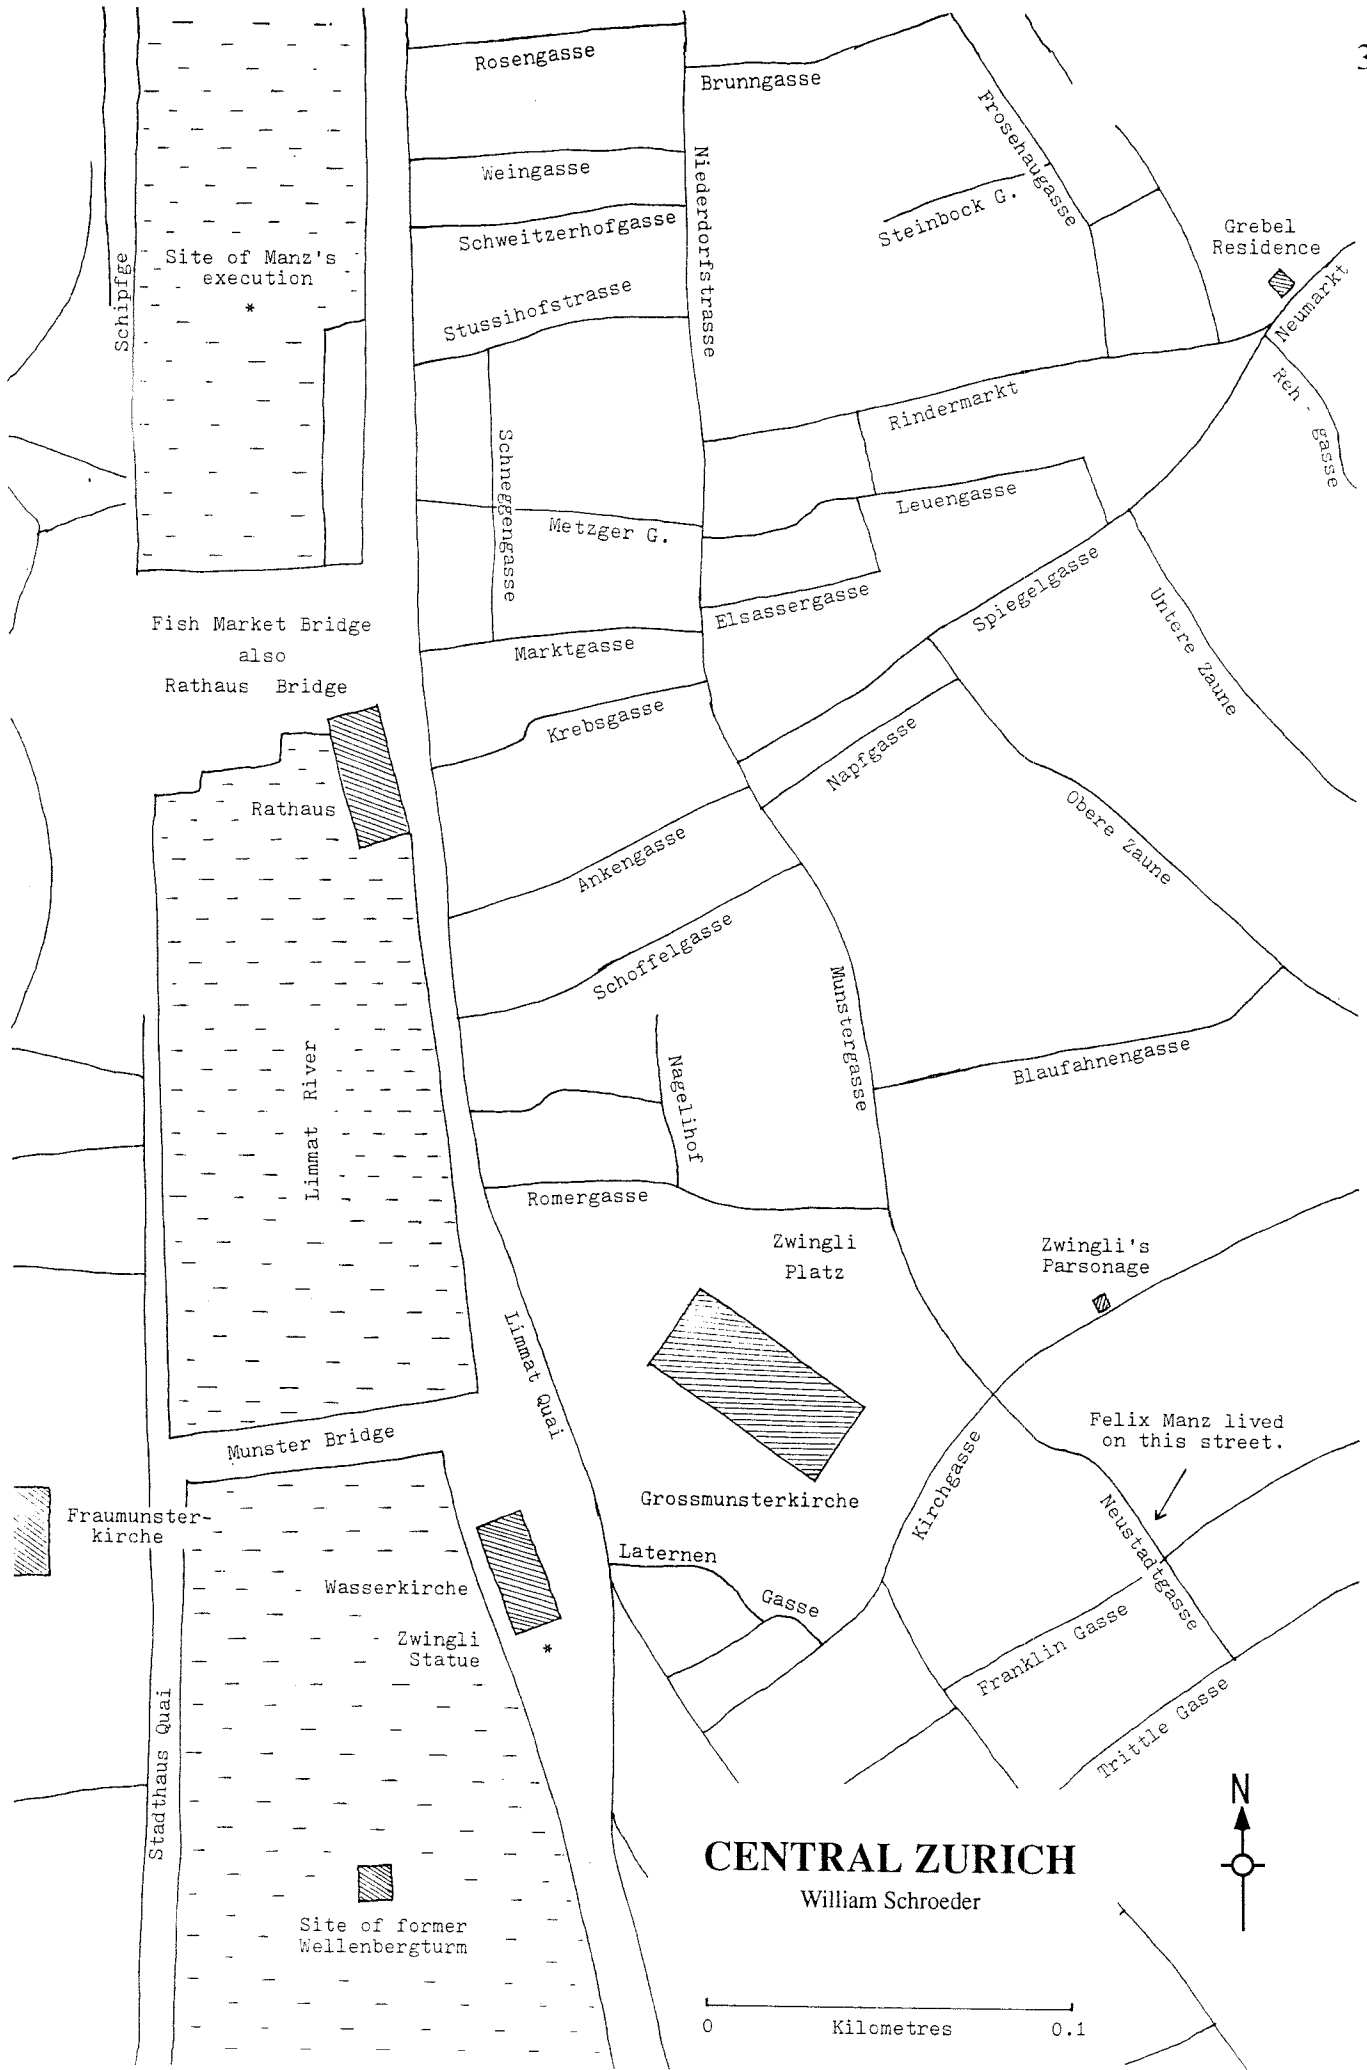 3
Rosengasse
Brunngasse
Froschaugasse
Weingasse
Niederdorfstrasse
Steinbock G.
Schweitzerhofgasse
Grebel
Residence
Schipfge
Site of Manz's
execution
*
Neumarkt
Stussihofstrasse
Reh - gasse
Rindermarkt
Schneggengasse
Leuengasse
Metzger G.
Spiegelgasse
Elsassergasse
Untere Zaune
Fish Market Bridge
also
Rathaus Bridge
Marktgasse
Krebsgasse
Napfgasse
Rathaus
Obere Zaune
Ankengasse
Schoffelgasse
Munstergasse
Limmat River
Nagelihof
Blaufahnengasse
Romergasse
Zwingli
Platz
Zwingli's
Parsonage
Limmat Quai
Munster Bridge
Felix Manz lived
on this street.
Kirchgasse
Grossmunsterkirche
Neustadtgasse
Fraumunster-
kirche
Laternen
Gasse
Wasserkirche
Zwingli
Statue
*
Franklin Gasse
Trittle Gasse
Stadthaus Quai
N
CENTRAL ZURICH
William Schroeder
Site of former
Wellenbergturm
0 Kilometres 0.1